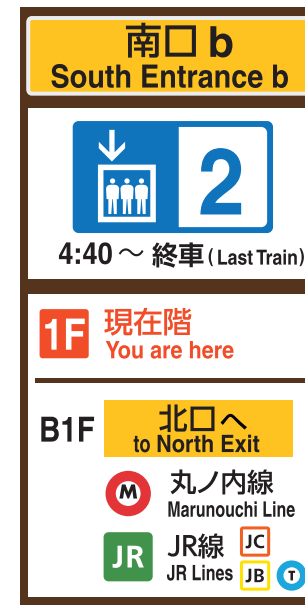 南口 b
South Entrance b
2
4:40 ～ 終車 (Last Train)
1F 現在階
You are here
B1F 北口へ
to North Exit
M 丸ノ内線
Marunouchi Line
JR JR線 JC
JR Lines JB T